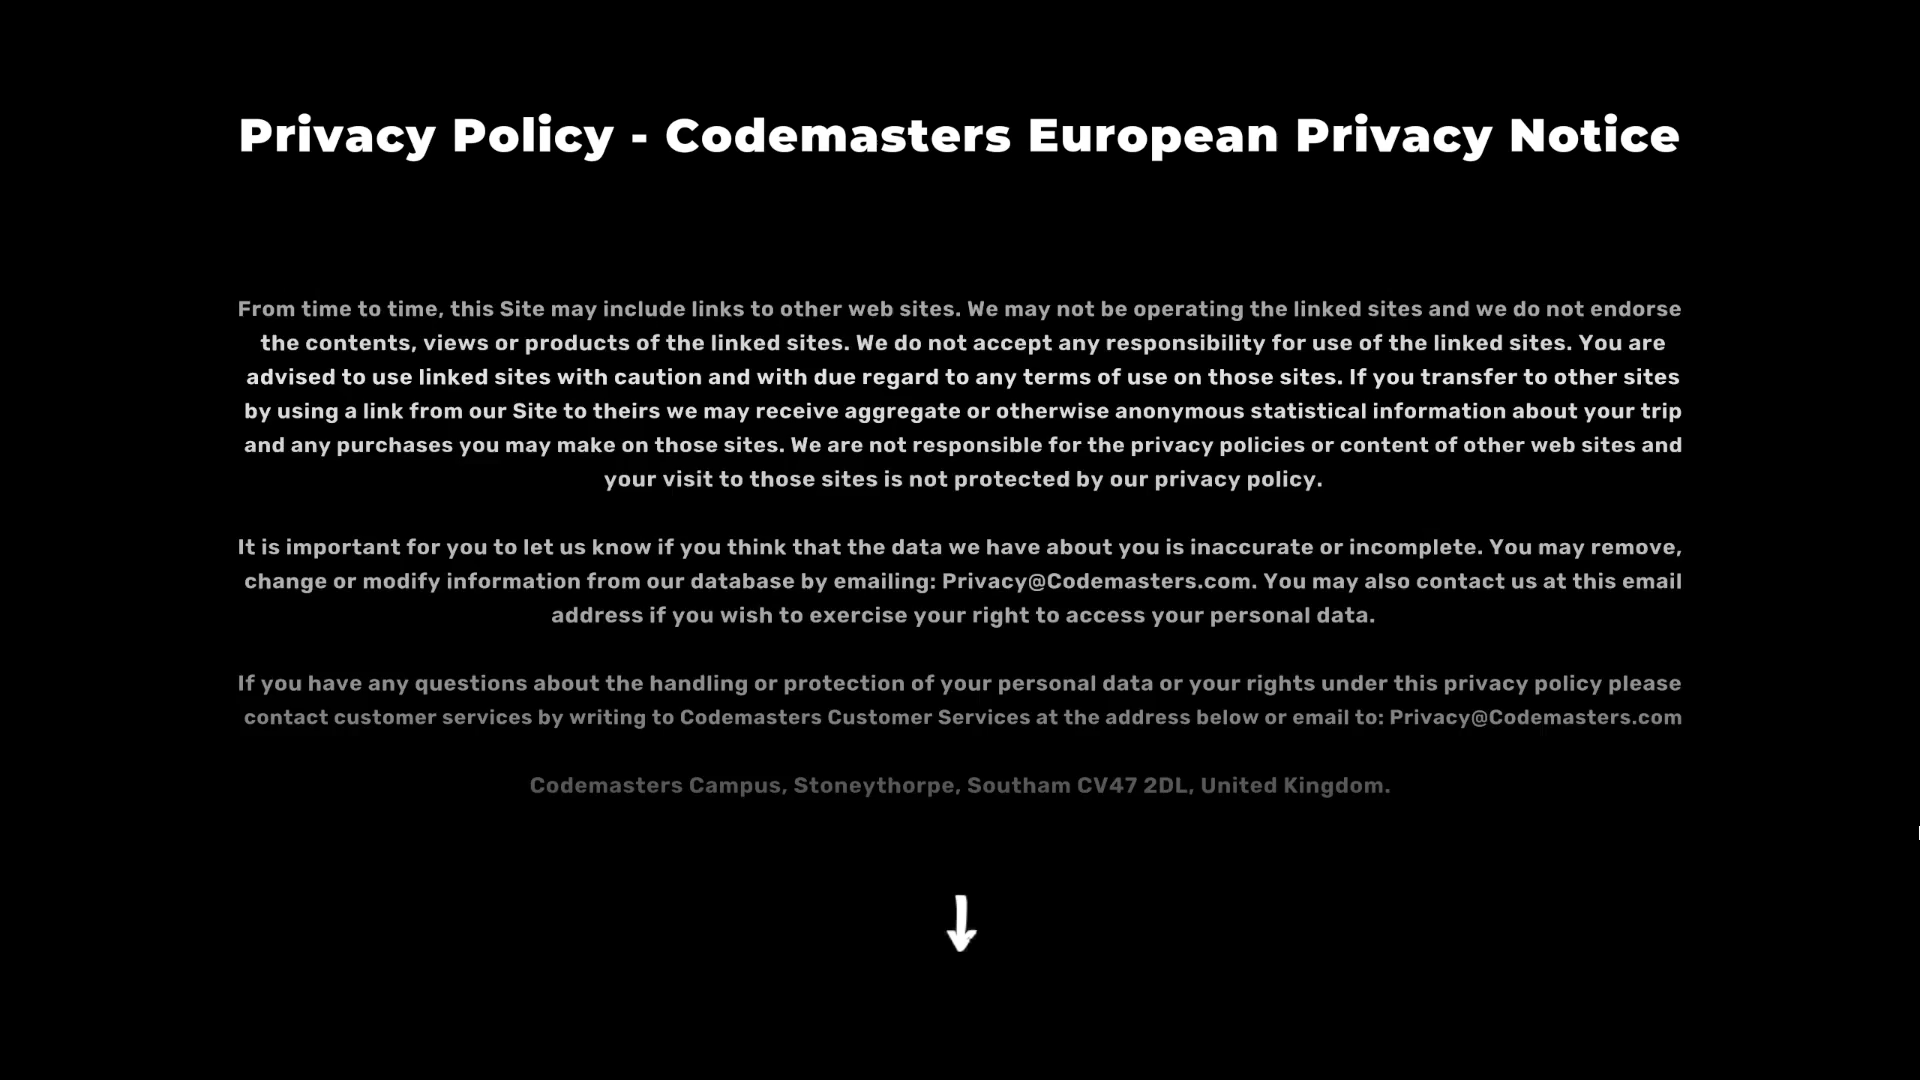 Privacy Policy - Codemasters European Privacy Notice
From time to time, this Site may include links to other web sites. We may not be operating the linked sites and we do not endorse
the contents, views or products of the linked sites. We do not accept any responsibility for use of the linked sites. You are
advised to use linked sites with caution and with due regard to any terms of use on those sites. If you transfer to other sites
by using a link from our Site to theirs we may receive aggregate or otherwise anonymous statistical information about your trip
and any purchases you may make on those sites. We are not responsible for the privacy policies or content of other web sites and
your visit to those sites is not protected by our privacy policy.
It is important for you to let us know if you think that the data we have about you is inaccurate or incomplete. You may remove,
change or modify information from our database by emailing: Privacy@Codemasters.com. You may also contact us at this email
address if you wish to exercise your right to access your personal data.
If you have any questions about the handling or protection of your personal data or your rights under this privacy policy please
contact customer services by writing to Codemasters Customer Services at the address below or email to: Privacy@Codemasters.com
Codemasters Campus, Stoneythorpe, Southam CV47 2DL, United Kingdom.